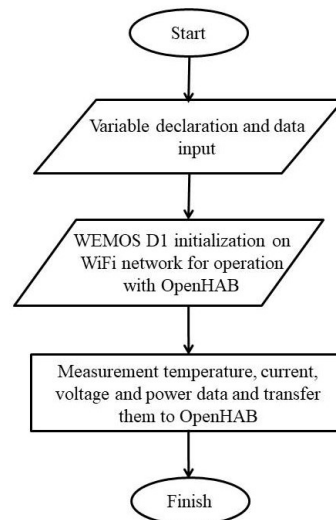 Start
Variable declaration and data
input
WEMOS D1 initialization on
WiFi network for operation
with OpenHAB
Measurement temperature, current,
voltage and power data and transfer
them to OpenHAB
Finish